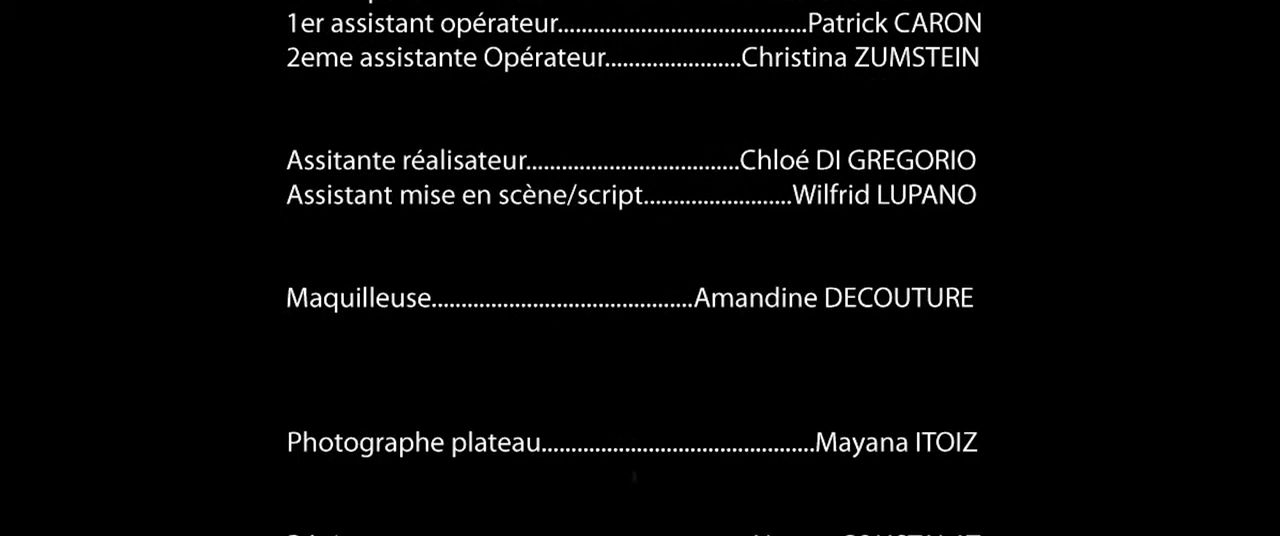 1er assistant opérateur..........................................Patrick CARON
2eme assistante Opérateur.......................Christina ZUMSTEIN
Assitante réalisateur....................................Chloé DI GREGORIO
Assistant mise en scène/script.........................Wilfrid LUPANO
Maquilleuse............................................Amandine DECOUTURE
Photographe plateau..............................................Mayana ITOIZ